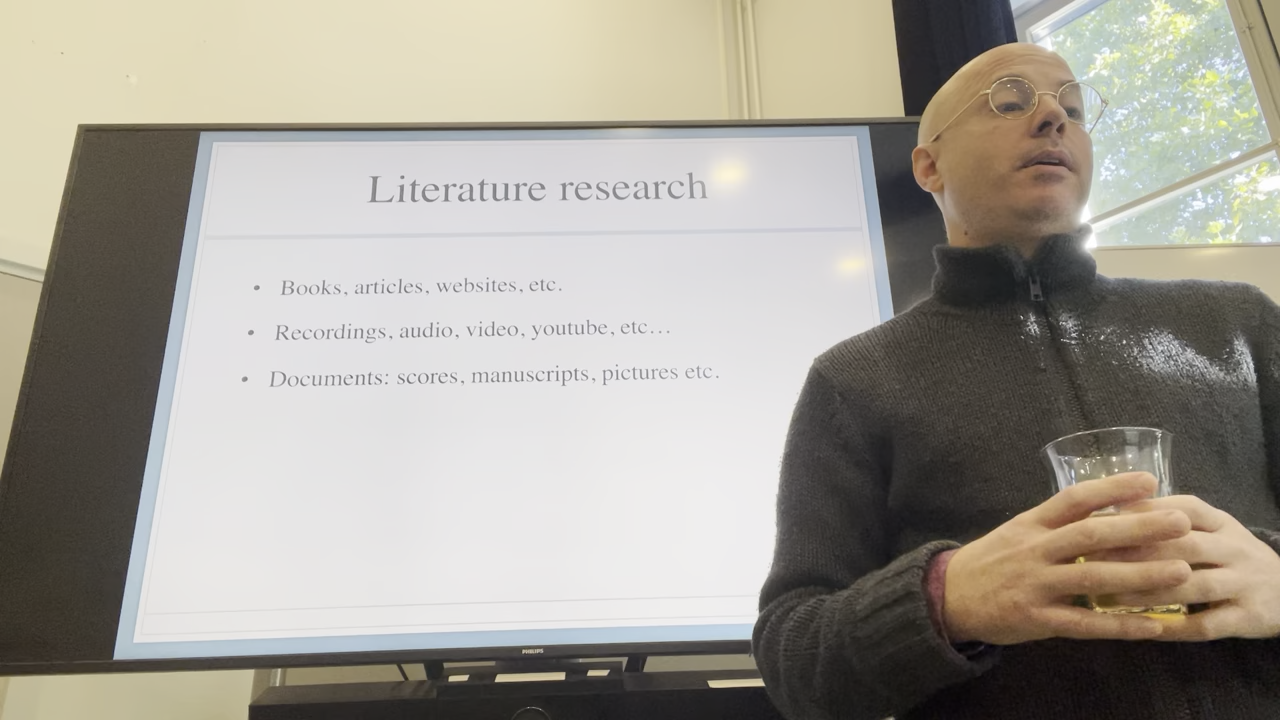 Literature research
• Books, articles, websites, etc.
• Recordings, audio, video, youtube, etc…
• Documents: scores, manuscripts, pictures etc.
PHILIPS